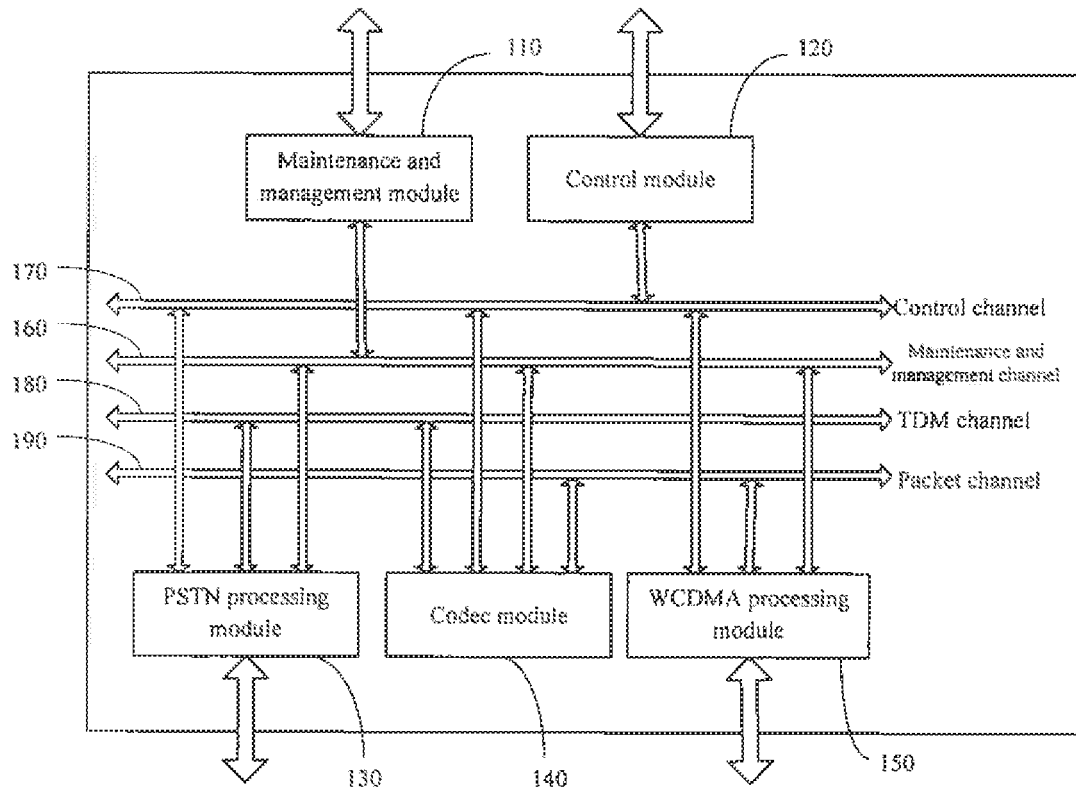 110
120
Maintenance and
management module
Control module
170
Control channel
160
Maintenance and
management channel
180
TDM channel
190
Packet channel
PSTN processing
module
Codec module
WCDMA processing
module
130
140
150